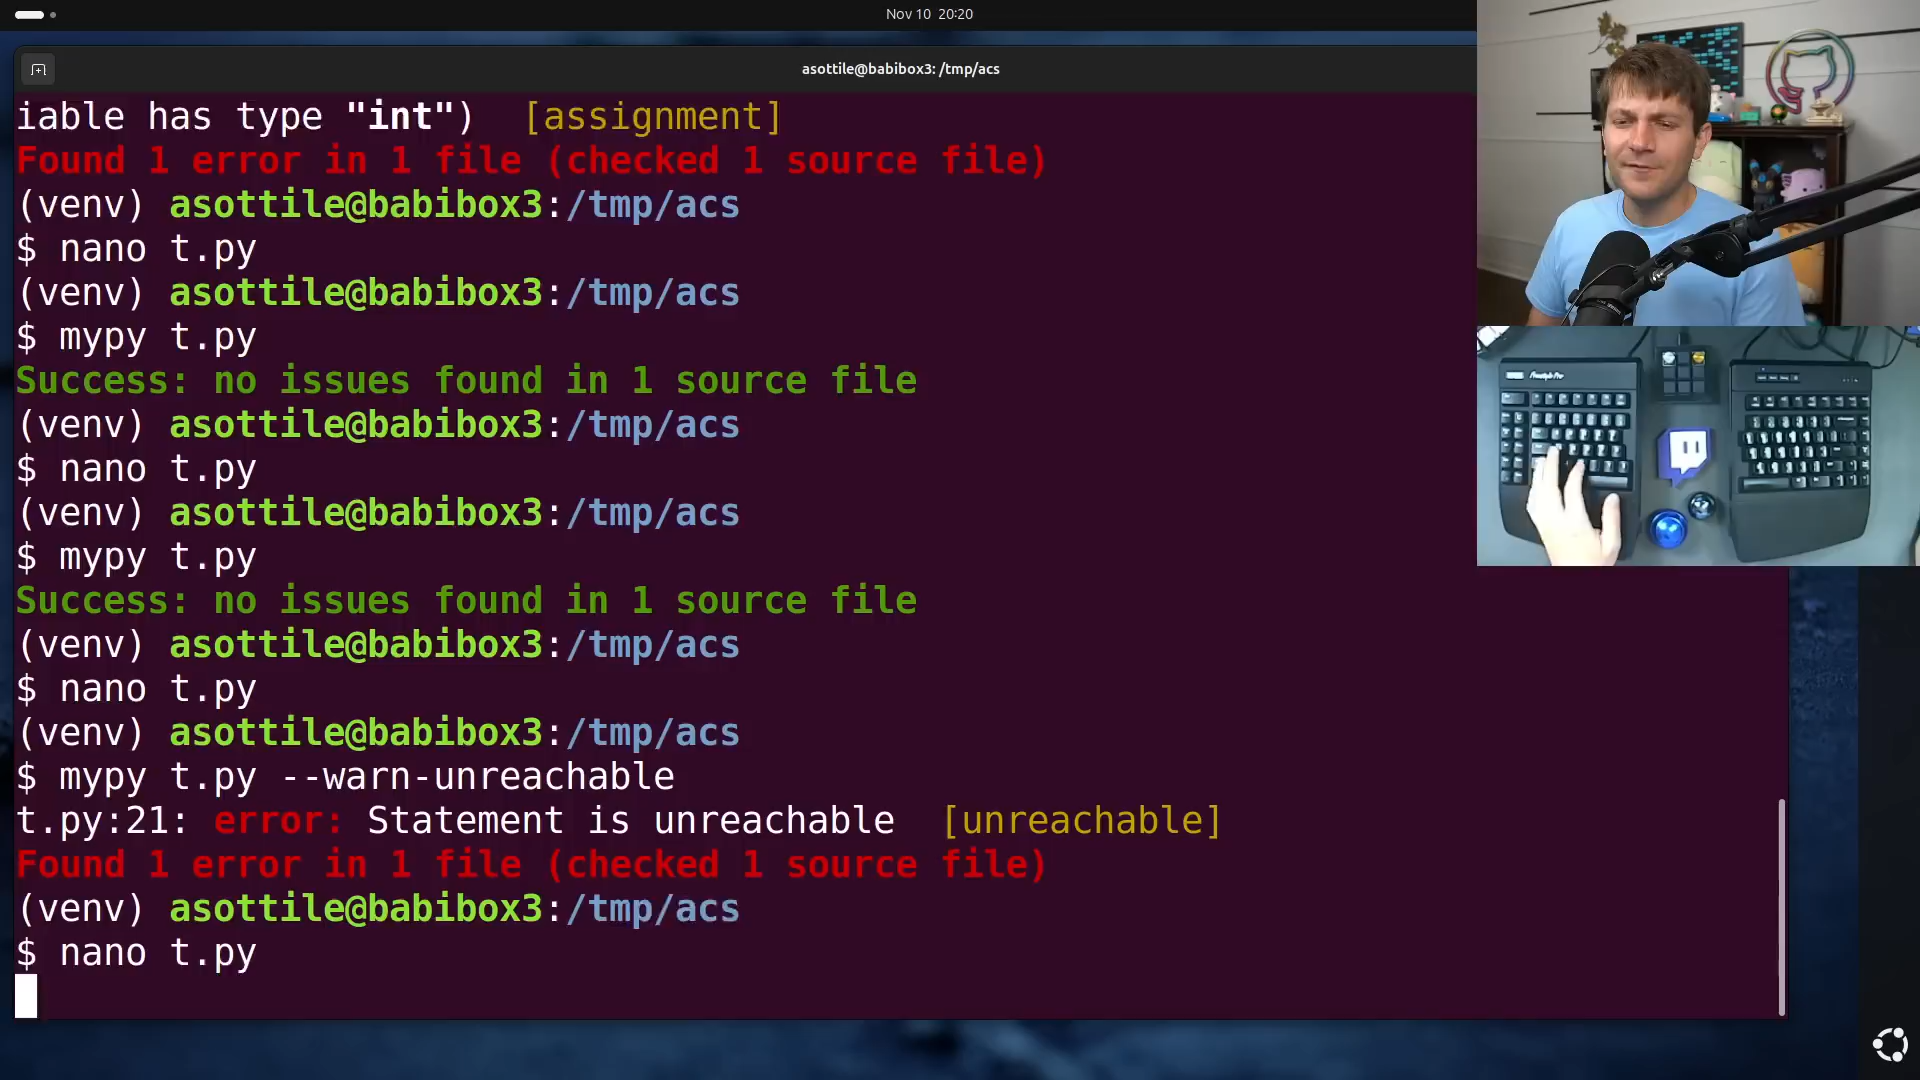 Nov 10 20:20
asottile@babibox3: /tmp/acs
iable has type "int")  [assignment]
Found 1 error in 1 file (checked 1 source file)
(venv) asottile@babibox3:/tmp/acs
$ nano t.py
(venv) asottile@babibox3:/tmp/acs
$ mypy t.py
Success: no issues found in 1 source file
(venv) asottile@babibox3:/tmp/acs
$ nano t.py
(venv) asottile@babibox3:/tmp/acs
$ mypy t.py
Success: no issues found in 1 source file
(venv) asottile@babibox3:/tmp/acs
$ nano t.py
(venv) asottile@babibox3:/tmp/acs
$ mypy t.py --warn-unreachable
t.py:21: error: Statement is unreachable  [unreachable]
Found 1 error in 1 file (checked 1 source file)
(venv) asottile@babibox3:/tmp/acs
$ nano t.py
Freestyle Pro